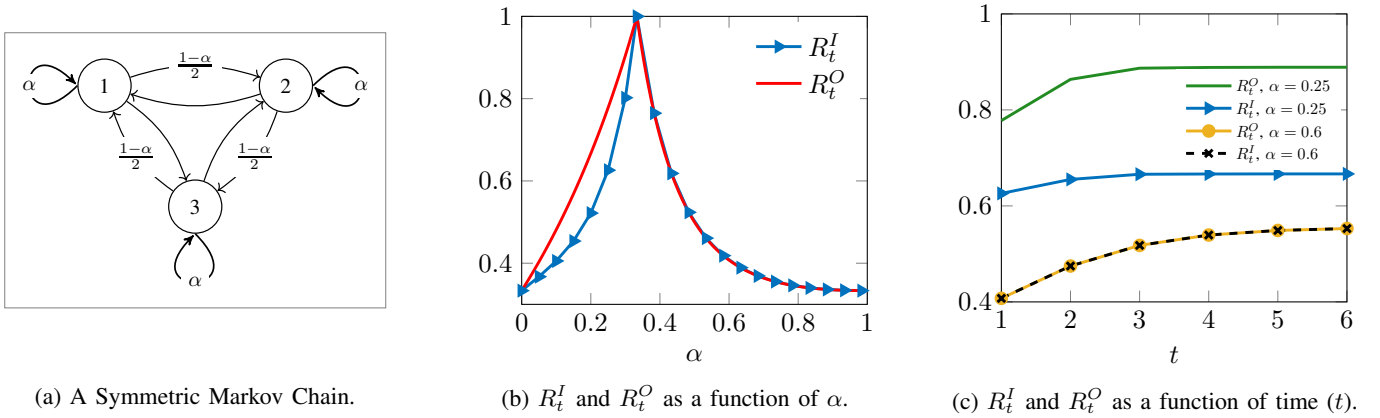 α
1
1−α
2
2
α
1−α
2
1−α
2
3
α
(a) A Symmetric Markov Chain.
1
0.8
0.6
0.4
R_t^I
R_t^O
0 0.2 0.4 0.6 0.8 1
α
(b) R_t^I and R_t^O as a function of α.
1
0.8
0.6
0.4
R_t^O, α = 0.25
R_t^I, α = 0.25
R_t^O, α = 0.6
R_t^I, α = 0.6
1 2 3 4 5 6
t
(c) R_t^I and R_t^O as a function of time (t).